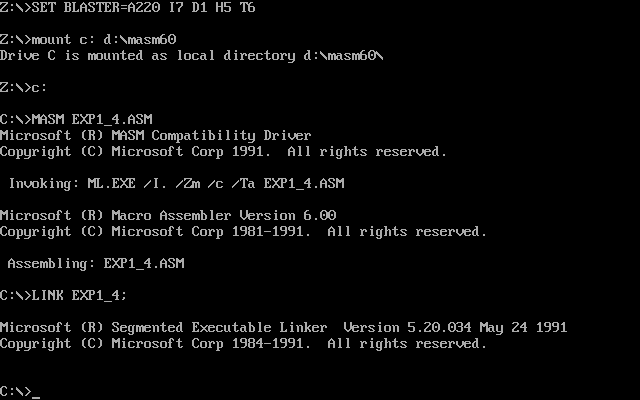 Z:\>SET BLASTER=A220 I7 D1 H5 T6
Z:\>mount c: d:\masm60
Drive C is mounted as local directory d:\masm60\
Z:\>c:
C:\>MASM EXP1_4.ASM
Microsoft (R) MASM Compatibility Driver
Copyright (C) Microsoft Corp 1991.  All rights reserved.
Invoking: ML.EXE /I. /Zm /c /Ta EXP1_4.ASM
Microsoft (R) Macro Assembler Version 6.00
Copyright (C) Microsoft Corp 1981-1991.  All rights reserved.
Assembling: EXP1_4.ASM
C:\>LINK EXP1_4;
Microsoft (R) Segmented Executable Linker  Version 5.20.034 May 24 1991
Copyright (C) Microsoft Corp 1984-1991.  All rights reserved.
C:\>_